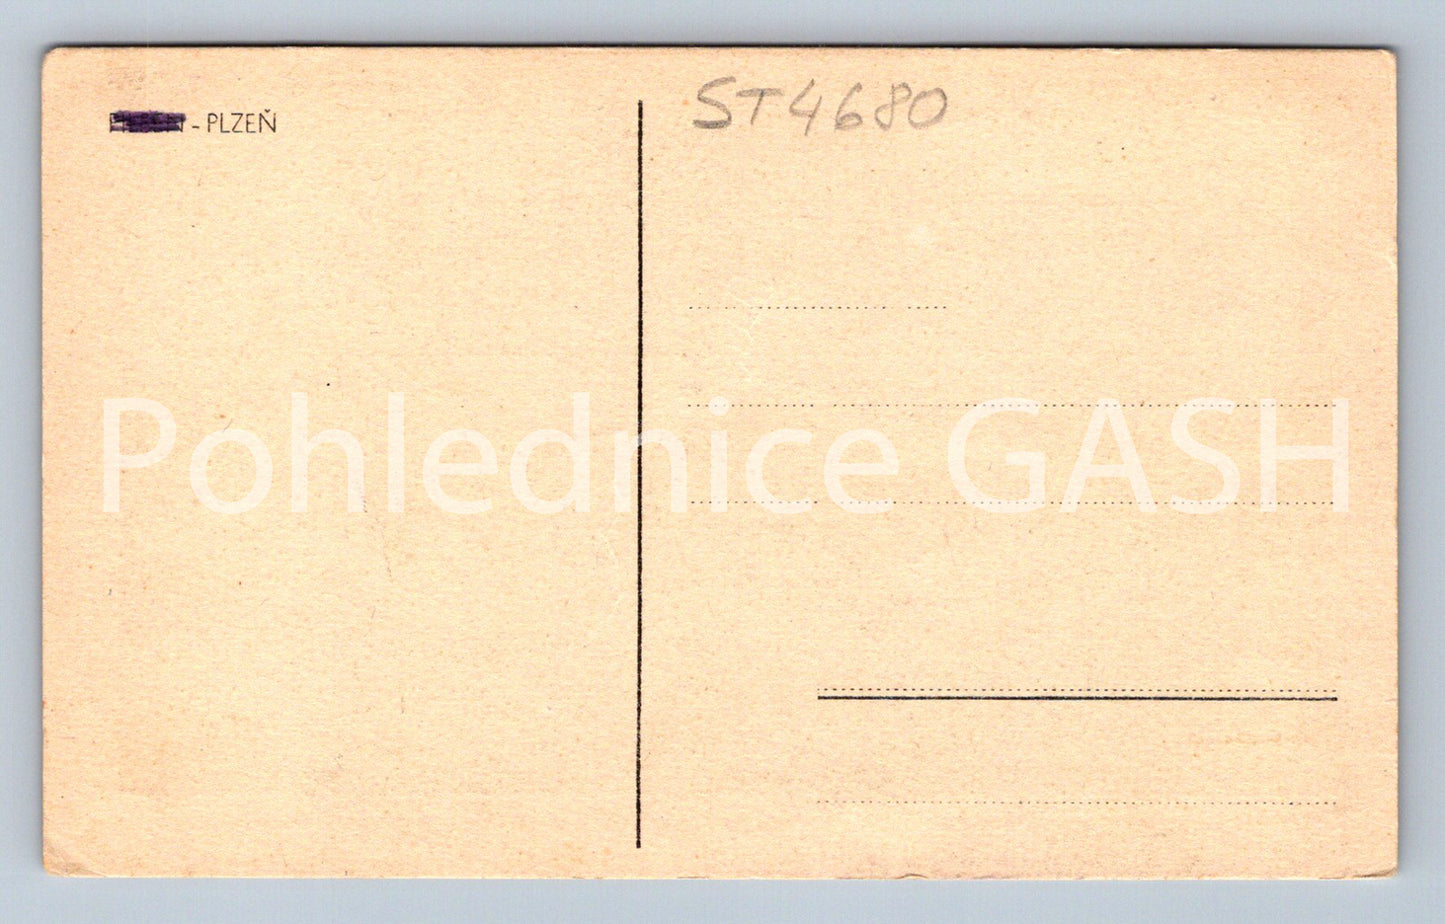 - PLZEŇ
ST4680
Pohlednice GASH